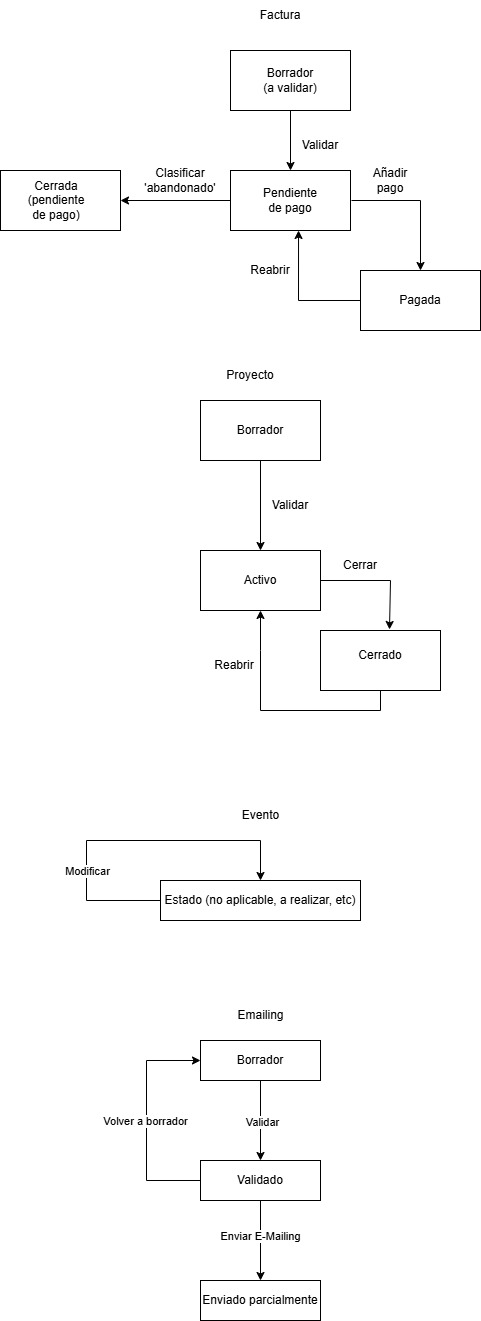 Factura
Borrador
(a validar)
Validar
Clasificar
'abandonado'
Añadir
pago
Cerrada
(pendiente
de pago)
Pendiente
de pago
Reabrir
Pagada
Proyecto
Borrador
Validar
Activo
Cerrar
Cerrado
Reabrir
Evento
Modificar
Estado (no aplicable, a realizar, etc)
Emailing
Borrador
Volver a borrador
Validar
Validado
Enviar E-Mailing
Enviado parcialmente